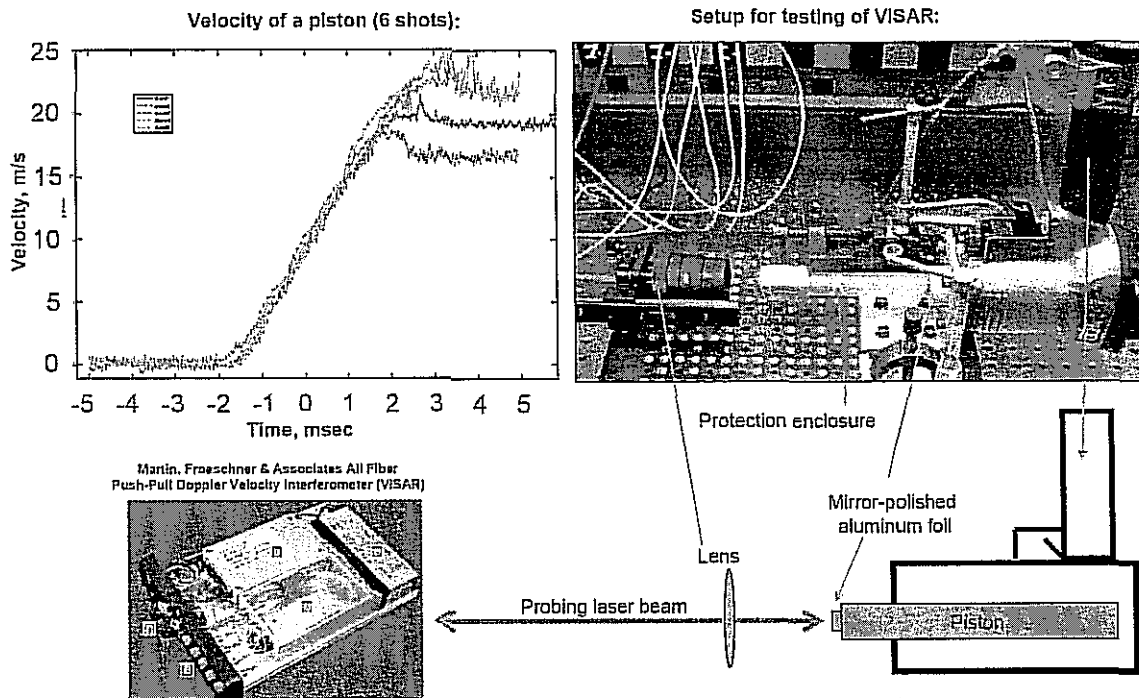 Velocity of a piston (6 shots):
25
20
15
10
5
0
Velocity, m/s
-5 -4 -3 -2 -1 0 1 2 3 4 5
Time, msec
Setup for testing of VISAR:
Protection enclosure
Mirror-polished
aluminum foil
Martin, Froeschner & Associates All Fiber
Push-Pull Doppler Velocity Interferometer (VISAR)
Lens
Probing laser beam
Piston